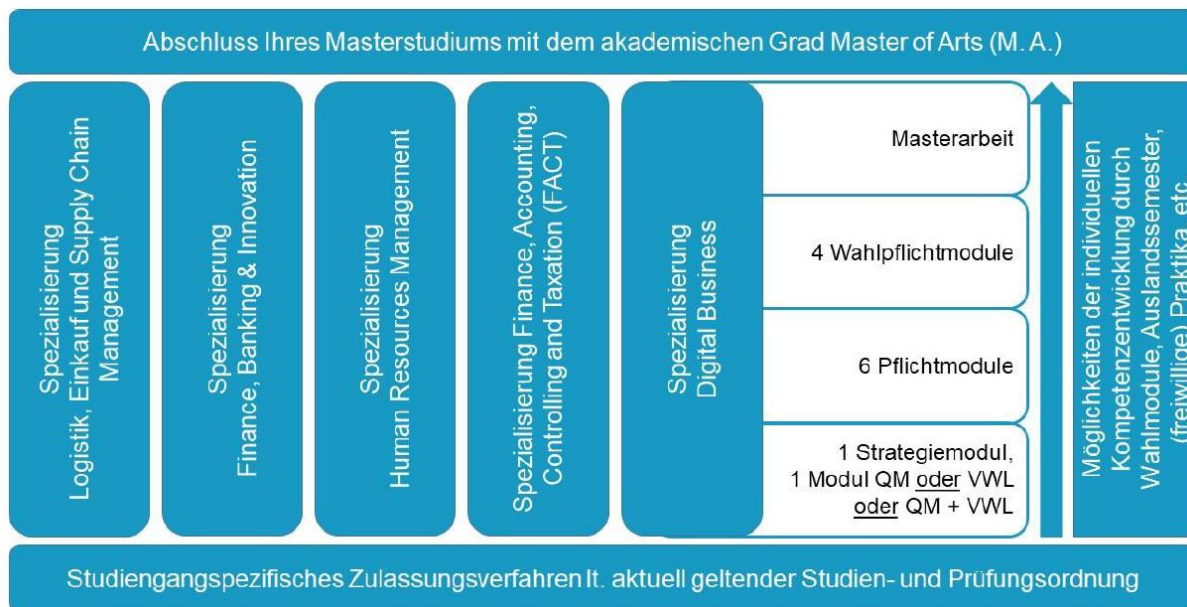 Abschluss Ihres Masterstudiums mit dem akademischen Grad Master of Arts (M. A.)
Spezialisierung
Logistik, Einkauf und Supply Chain
Management
Spezialisierung
Finance, Banking & Innovation
Spezialisierung
Human Resources Management
Spezialisierung Finance, Accounting,
Controlling and Taxation (FACT)
Spezialisierung
Digital Business
Masterarbeit
4 Wahlpflichtmodule
6 Pflichtmodule
1 Strategiemodul,
1 Modul QM oder VWL
oder QM + VWL
Möglichkeiten der individuellen
Kompetenzentwicklung durch
Wahlmodule, Auslandssemester,
(freiwillige) Praktika, etc.
Studiengangspezifisches Zulassungsverfahren lt. aktuell geltender Studien- und Prüfungsordnung